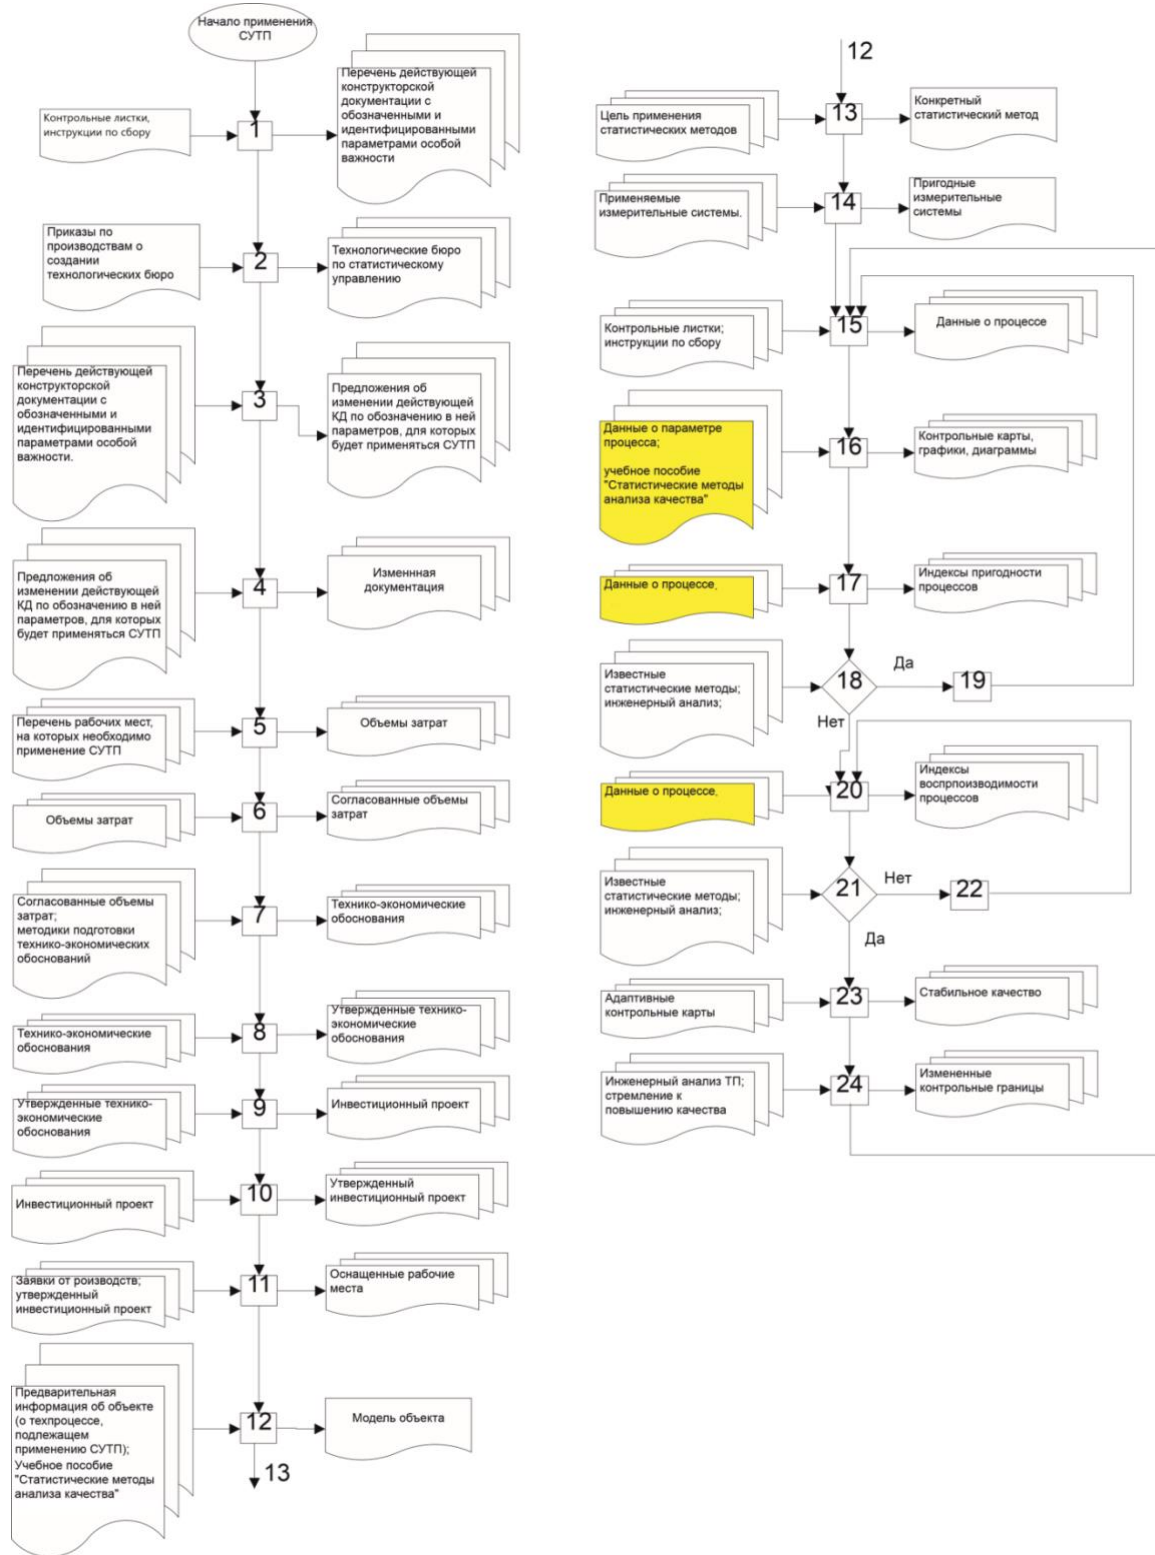 Начало применения
СУТП
Контрольные листки,
инструкции по сбору
1
Перечень действующей
конструкторской
документации с
обозначенными и
идентифицированными
параметрами особой
важности
Приказы по
производствам о
создании
технологических бюро
2
Технологические бюро
по статистическому
управлению
Перечень действующей
конструкторской
документации с
обозначенными и
идентифицированными
параметрами особой
важности.
3
Предложения об
изменении действующей
КД по обозначению в ней
параметров, для которых
будет применяться СУТП
Предложения об
изменении действующей
КД по обозначению в ней
параметров, для которых
будет применяться СУТП
4
Изменнная
документация
Перечень рабочих мест,
на которых необходимо
применение СУТП
5
Объемы затрат
Объемы затрат
6
Согласованные объемы
затрат
Согласованные объемы
затрат;
методики подготовки
технико-экономических
обоснований
7
Технико-экономические
обоснования
Технико-экономические
обоснования
8
Утвержденные технико-
экономические
обоснования
Утвержденные технико-
экономические
обоснования
9
Инвестиционный проект
Инвестиционный проект
10
Утвержденный
инвестиционный проект
Заявки от роизводств;
утвержденный
инвестиционный проект
11
Оснащенные рабочие
места
Предварительная
информация об объекте
(о техпроцессе,
подлежащем
применению СУТП);
Учебное пособие
"Статистические методы
анализа качества"
12
Модель объекта
13
12
Цель применения
статистических методов
13
Конкретный
статистический метод
Применяемые
измерительные системы.
14
Пригодные
измерительные
системы
Контрольные листки;
инструкции по сбору
15
Данные о процессе
Данные о параметре
процесса;
учебное пособие
"Статистические методы
анализа качества"
16
Контрольные карты,
графики, диаграммы
Данные о процессе.
17
Индексы пригодности
процессов
Известные
статистические методы;
инженерный анализ;
18
Да
19
Нет
Данные о процессе.
20
Индексы
воспрпоизводимости
процессов
Известные
статистические методы;
инженерный анализ;
21
Нет
22
Да
Адаптивные
контрольные карты
23
Стабильное качество
Инженерный анализ ТП;
стремление к
повышению качества
24
Измененные
контрольные границы